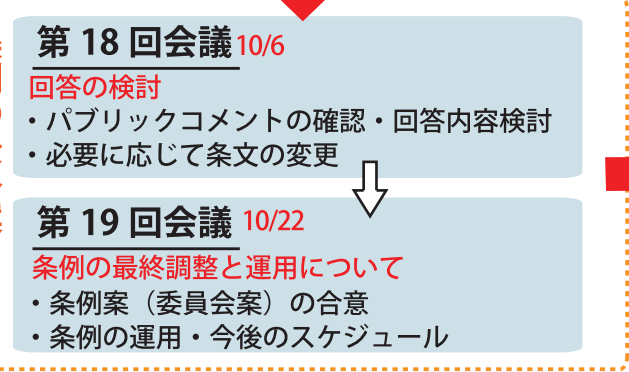 第 18 回会議 10/6
回答の検討
・パブリックコメントの確認・回答内容検討
・必要に応じて条文の変更
第 19 回会議 10/22
条例の最終調整と運用について
・条例案（委員会案）の合意
・条例の運用・今後のスケジュール